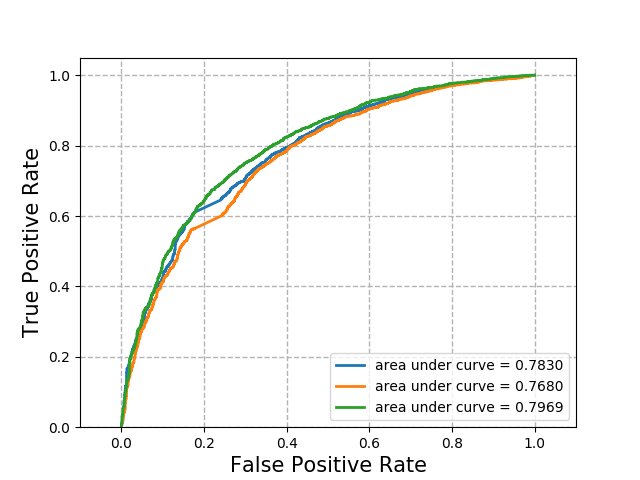 True Positive Rate
1.0
0.8
0.6
0.4
0.2
0.0
area under curve = 0.7830
area under curve = 0.7680
area under curve = 0.7969
0.0 0.2 0.4 0.6 0.8 1.0
False Positive Rate